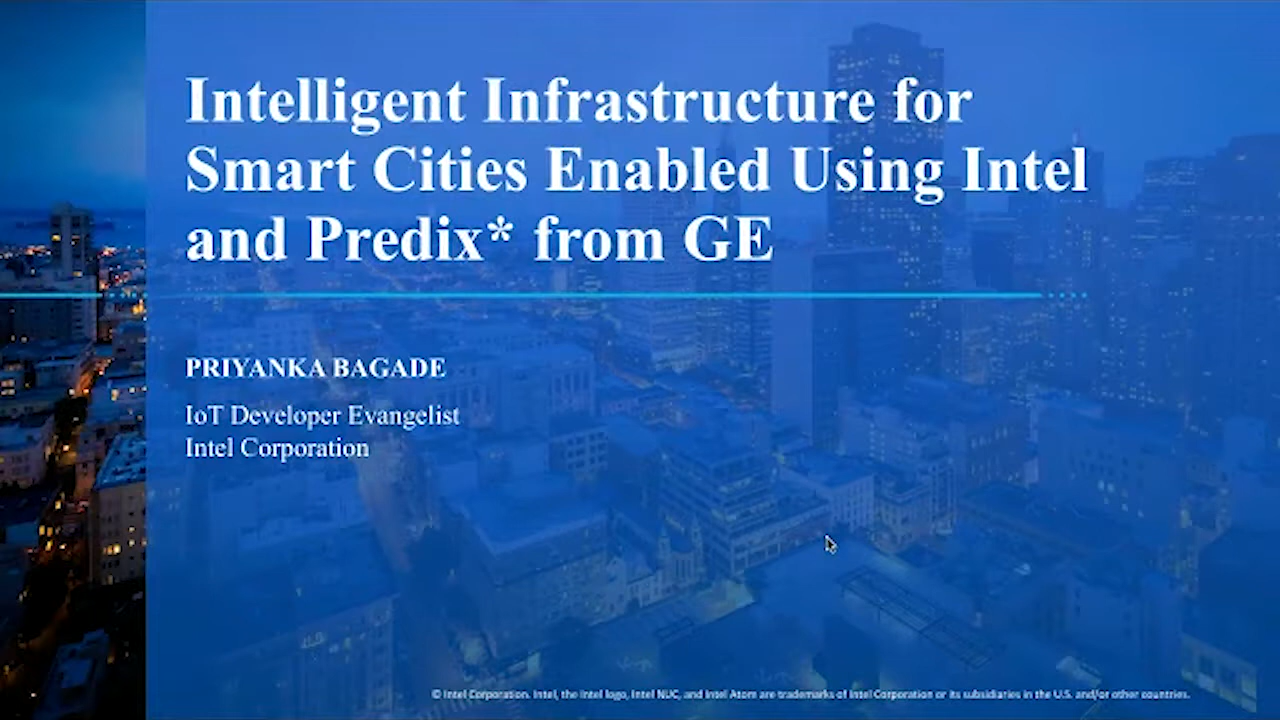 Intelligent Infrastructure for
Smart Cities Enabled Using Intel
and Predix* from GE
PRIYANKA BAGADE
IoT Developer Evangelist
Intel Corporation
© Intel Corporation. Intel, the Intel logo, Intel NUC, and Intel Atom are trademarks of Intel Corporation or its subsidiaries in the U.S. and/or other countries.